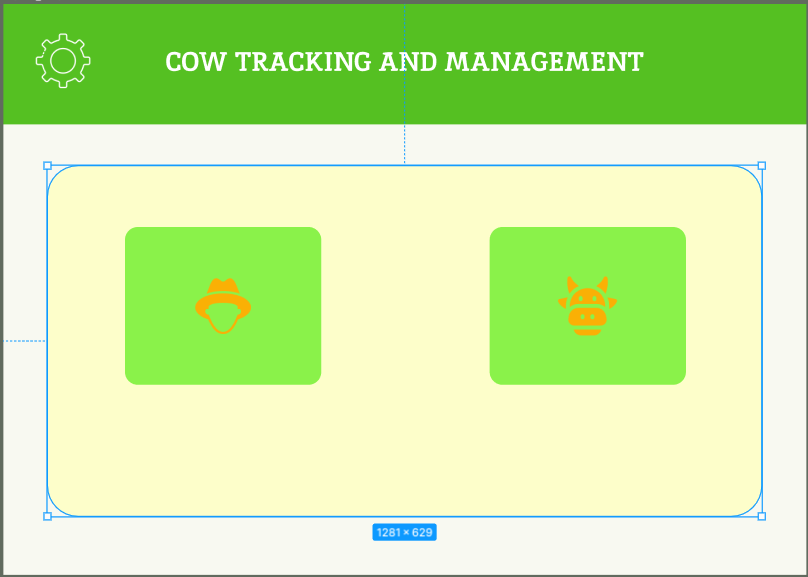 COW TRACKING AND MANAGEMENT
1281 × 629